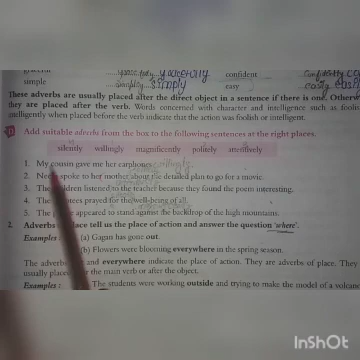 gracefully gracefully confident Confidently
simple simply simply easy easily
These adverbs are usually placed after the direct object in a sentence if there is one. Otherw
they are placed after the verb. Words concerned with character and intelligence such as foolis
intelligently when placed before the verb indicate the action was foolish or intelligent.
Add suitable adverbs from the box to the following sentences at the right places.
silently willingly magnificently politely attentively
1. My cousin gave me her earphones willingly.
2. spoke to her mother about the detailed plan to go for a movie.
3. The children listened to the teacher because they found the poem interesting.
4. The prayed for the well-being of all.
5. The appeared to stand against the backdrop of the high mountains.
2. Adverbs place tell us the place of action and answer the question 'where'.
Examples (a) Gagan has gone out.
(b) Flowers were blooming everywhere in the spring season.
The adverbs and everywhere indicate the place of action. They are adverbs of place. They
usually placed after the main verb or after the object.
Examples : The students were working outside and trying to make the model of a volcano
InShOt